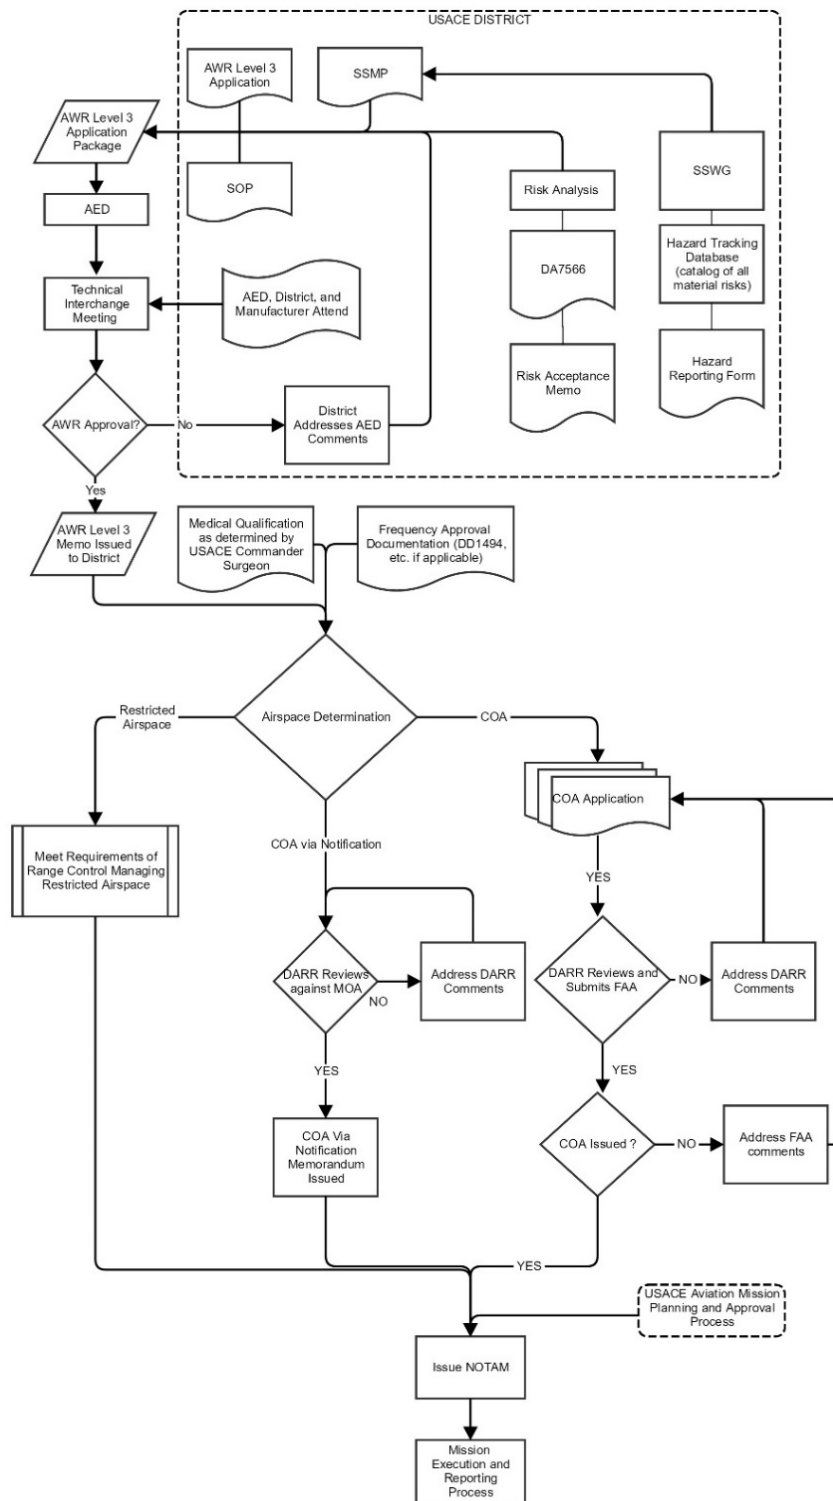 USACE DISTRICT
AWR Level 3
Application
SSMP
AWR Level 3
Application
Package
SOP
Risk Analysis
SSWG
AED
DA7566
Hazard Tracking
Database
(catalog of all
material risks)
Technical
Interchange
Meeting
AED, District, and
Manufacturer Attend
Risk Acceptance
Memo
Hazard
Reporting Form
AWR Approval?
No
District
Addresses AED
Comments
Yes
AWR Level 3
Memo Issued
to District
Medical Qualification
as determined by
USACE Commander
Surgeon
Frequency Approval
Documentation (DD1494,
etc. if applicable)
Restricted
Airspace
Airspace Determination
COA
COA Application
Meet Requirements of
Range Control Managing
Restricted Airspace
COA via Notification
YES
DARR Reviews
against MOA
NO
Address DARR
Comments
DARR Reviews and
Submits FAA
NO
Address DARR
Comments
YES
YES
COA Via
Notification
Memorandum
Issued
COA Issued ?
NO
Address FAA
comments
YES
USACE Aviation Mission
Planning and Approval
Process
Issue NOTAM
Mission
Execution and
Reporting
Process